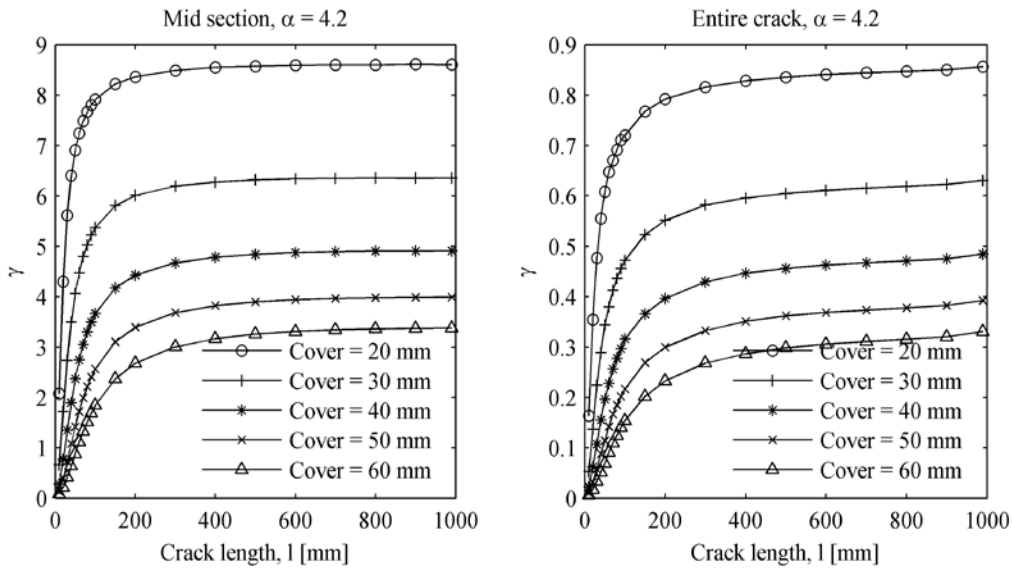 Mid section, α = 4.2
9
8
7
6
5
4
3
2
1
0
γ
0
200
400
600
800
1000
Crack length, l [mm]
Cover = 20 mm
Cover = 30 mm
Cover = 40 mm
Cover = 50 mm
Cover = 60 mm
Entire crack, α = 4.2
0.9
0.8
0.7
0.6
0.5
0.4
0.3
0.2
0.1
0
γ
0
200
400
600
800
1000
Crack length, l [mm]
Cover = 20 mm
Cover = 30 mm
Cover = 40 mm
Cover = 50 mm
Cover = 60 mm